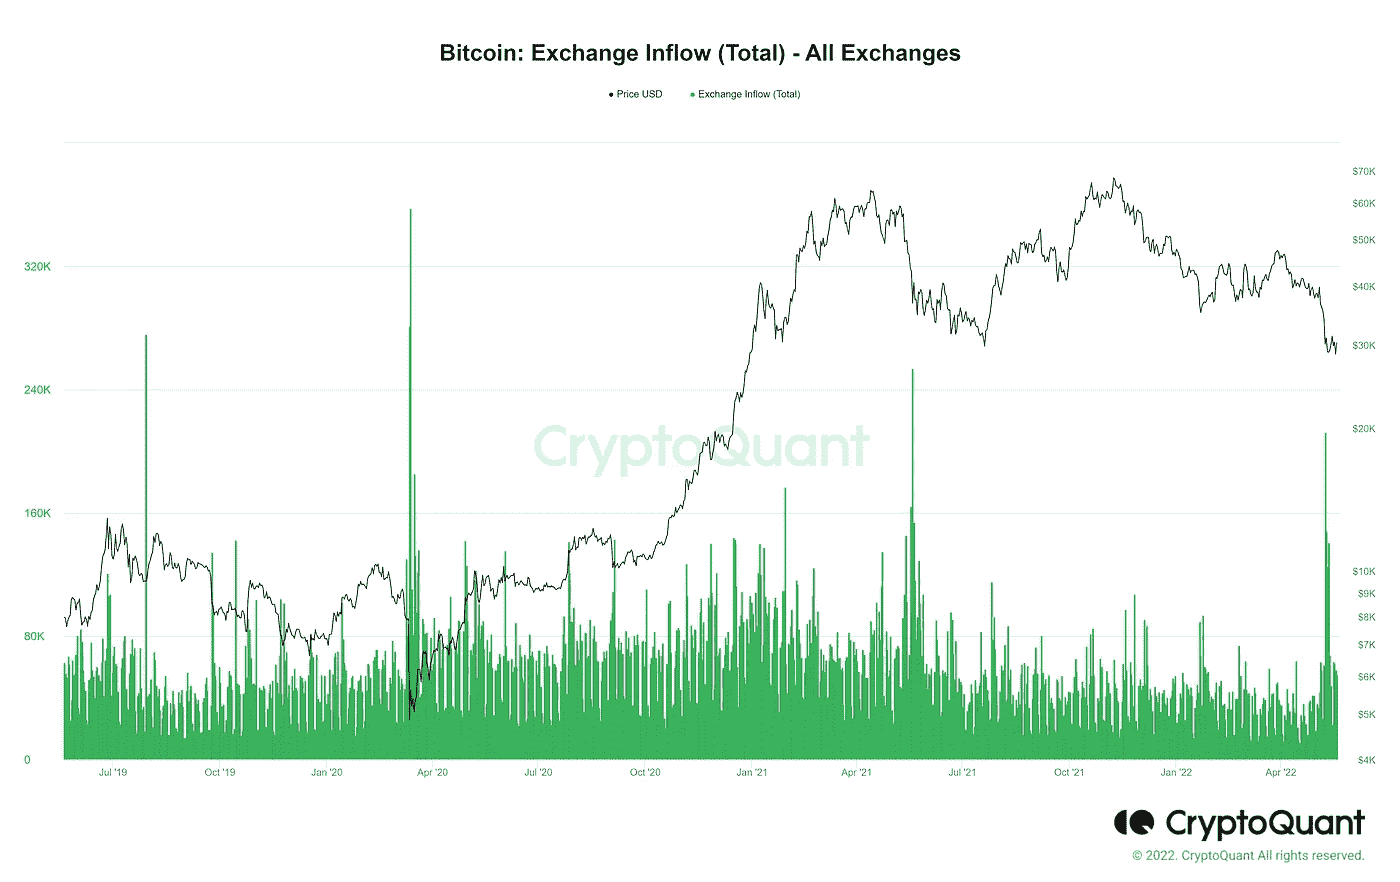 Bitcoin: Exchange Inflow (Total) - All Exchanges
Price USD Exchange Inflow (Total)
$70K
$60K
$50K
320K
$40K
$30K
240K
CryptoQuant
$20K
160K
$10K
$9K
$8K
80K
$7K
$6K
$5K
0
$4K
Jul '19 Oct '19 Jan '20 Apr '20 Jul '20 Oct '20 Jan '21 Apr '21 Jul '21 Oct '21 Jan '22 Apr '22
CryptoQuant
© 2022. CryptoQuant All rights reserved.